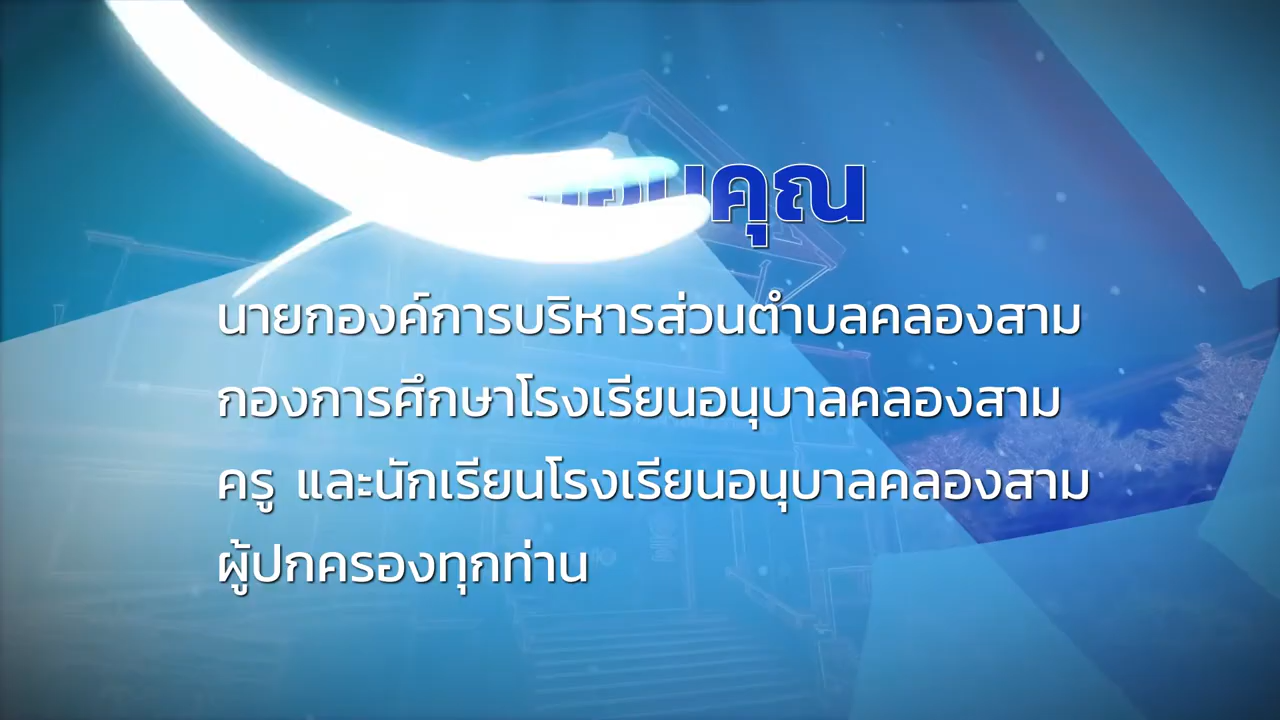 คุณ
นายกองค์การบริหารส่วนตำบลคลองสาม
กองการศึกษาโรงเรียนอนุบาลคลองสาม
ครู และนักเรียนโรงเรียนอนุบาลคลองสาม
ผู้ปกครองทุกท่าน